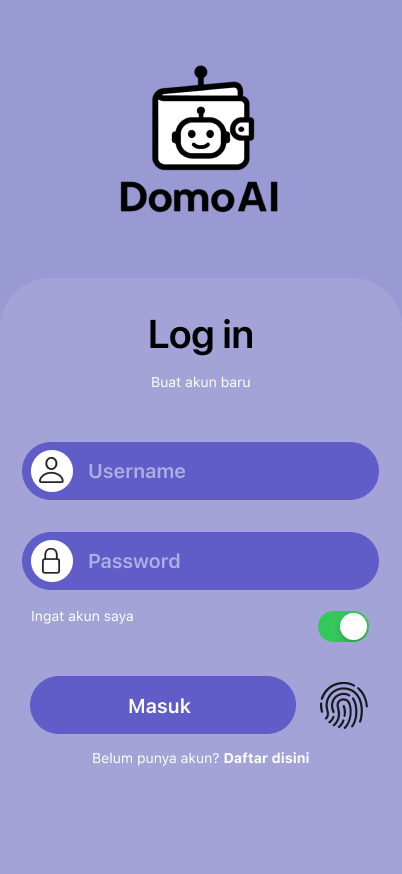 DomoAI
Log in
Buat akun baru
Username
Password
Ingat akun saya
Masuk
Belum punya akun? Daftar disini